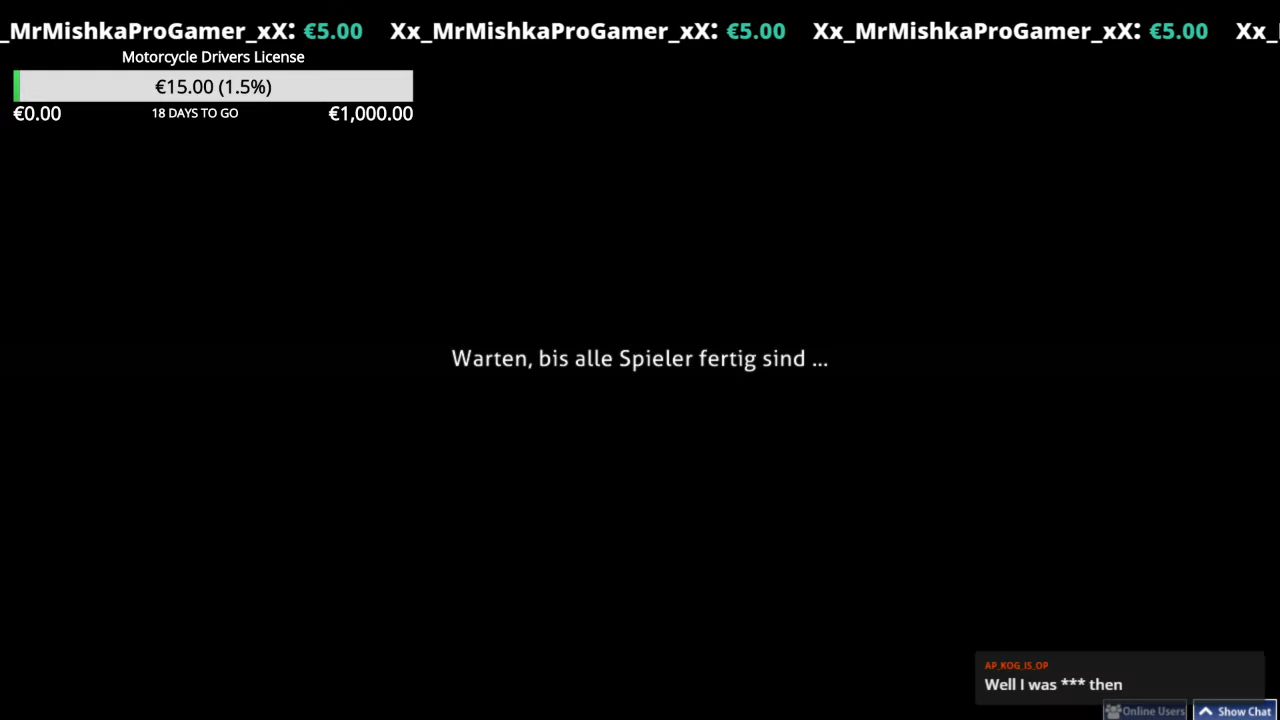 _MrMishkaProGamer_xX: €5.00 Xx_MrMishkaProGamer_xX: €5.00 Xx_MrMishkaProGamer_xX: €5.00 Xx_
Motorcycle Drivers License
€15.00 (1.5%)
€0.00 18 DAYS TO GO €1,000.00
Warten, bis alle Spieler fertig sind ...
AP_KOG_IS_OP
Well I was *** then
Online Users Show Chat